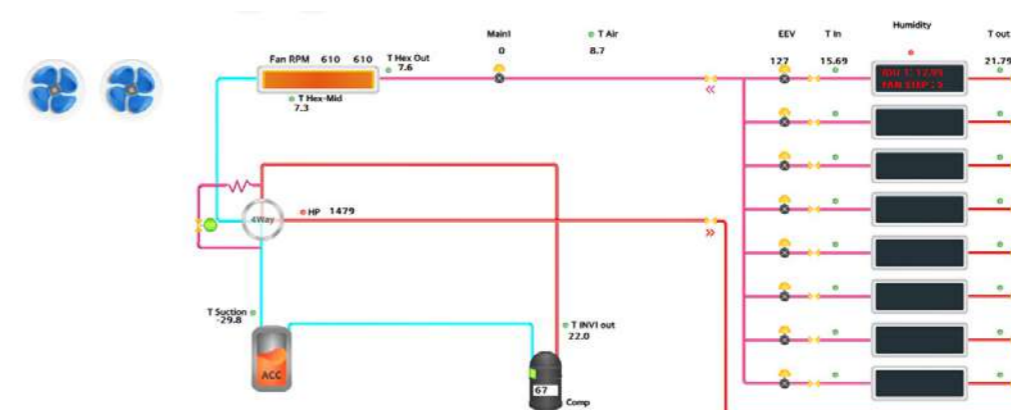 Humidity
Main1
T Air
EEV
T In
T out
Fan RPM 610 610
T Hex Out
7.6
0
8.7
127
15.69
21.79
T Hex-Mid
7.3
4Way
HP 1479
T Suction
-29.8
T INVI out
22.0
ACC
67
Comp